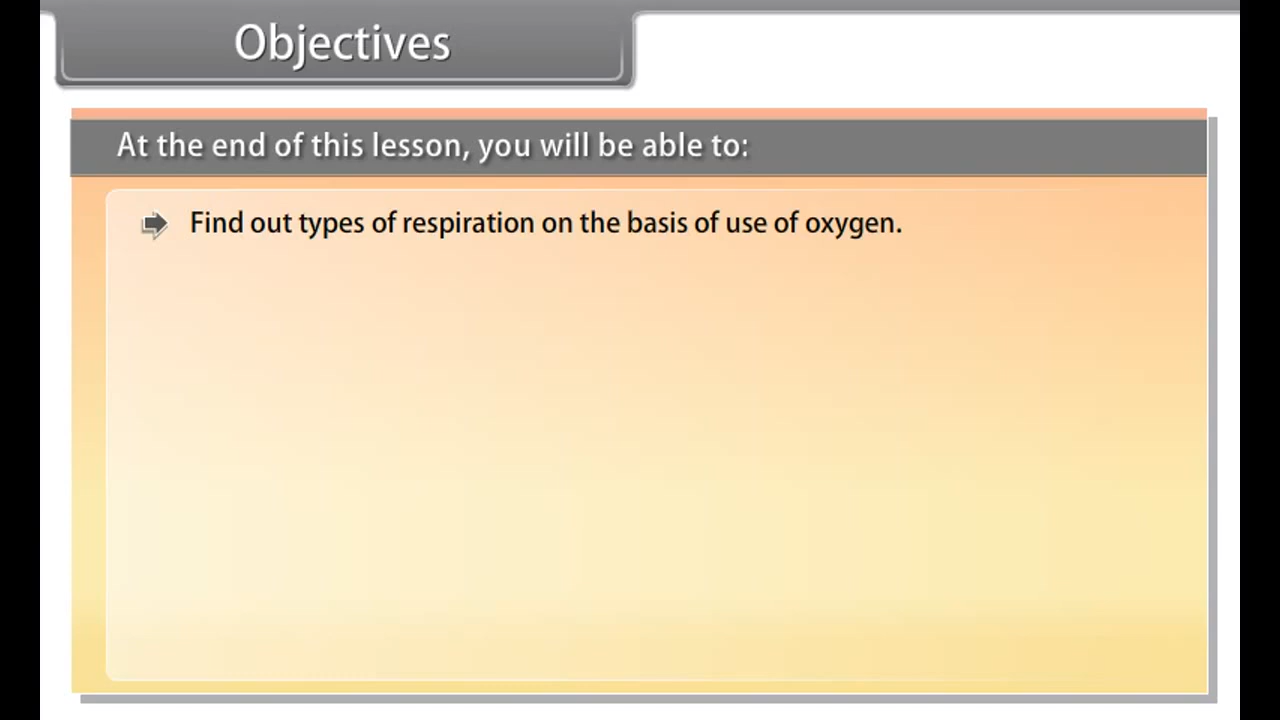 Objectives
At the end of this lesson, you will be able to:
Find out types of respiration on the basis of use of oxygen.